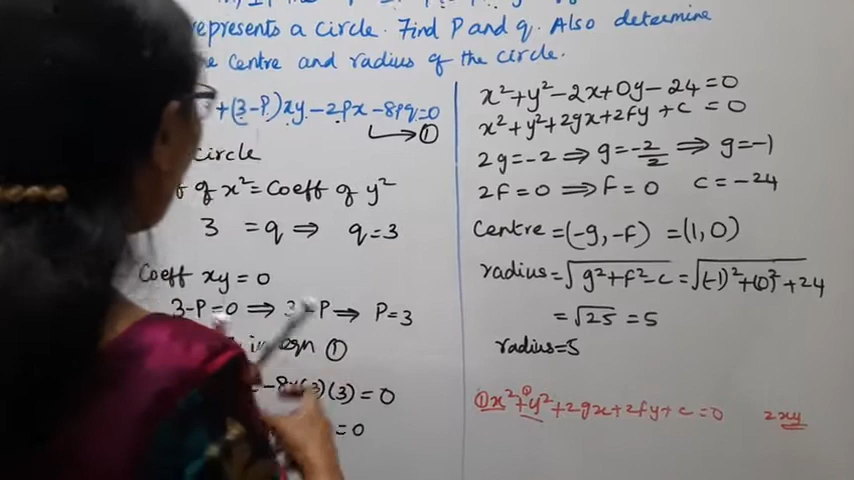 represents a circle. Find P and q. Also determine
centre and radius of the circle.
+(3-P)xy-2Px-8Pq=0
①
circle
of x²=Coeff of y²
3 = q ⇒ q=3
Coeff xy=0
3-P=0 ⇒ 3=P ⇒ P=3
in eqn ①
(3)(3)=0
=0
x²+y²-2x+0y-24=0
x²+y²+2gx+2fy+c=0
2g=-2 ⇒ g=-2/2 ⇒ g=-1
2f=0 ⇒ f=0 c=-24
Centre=(-g,-f)=(1,0)
radius=√g²+f²-c=√(-1)²+(0)²+24
=√25=5
radius=5
①x²+①y²+2gx+2fy+c=0 2xy